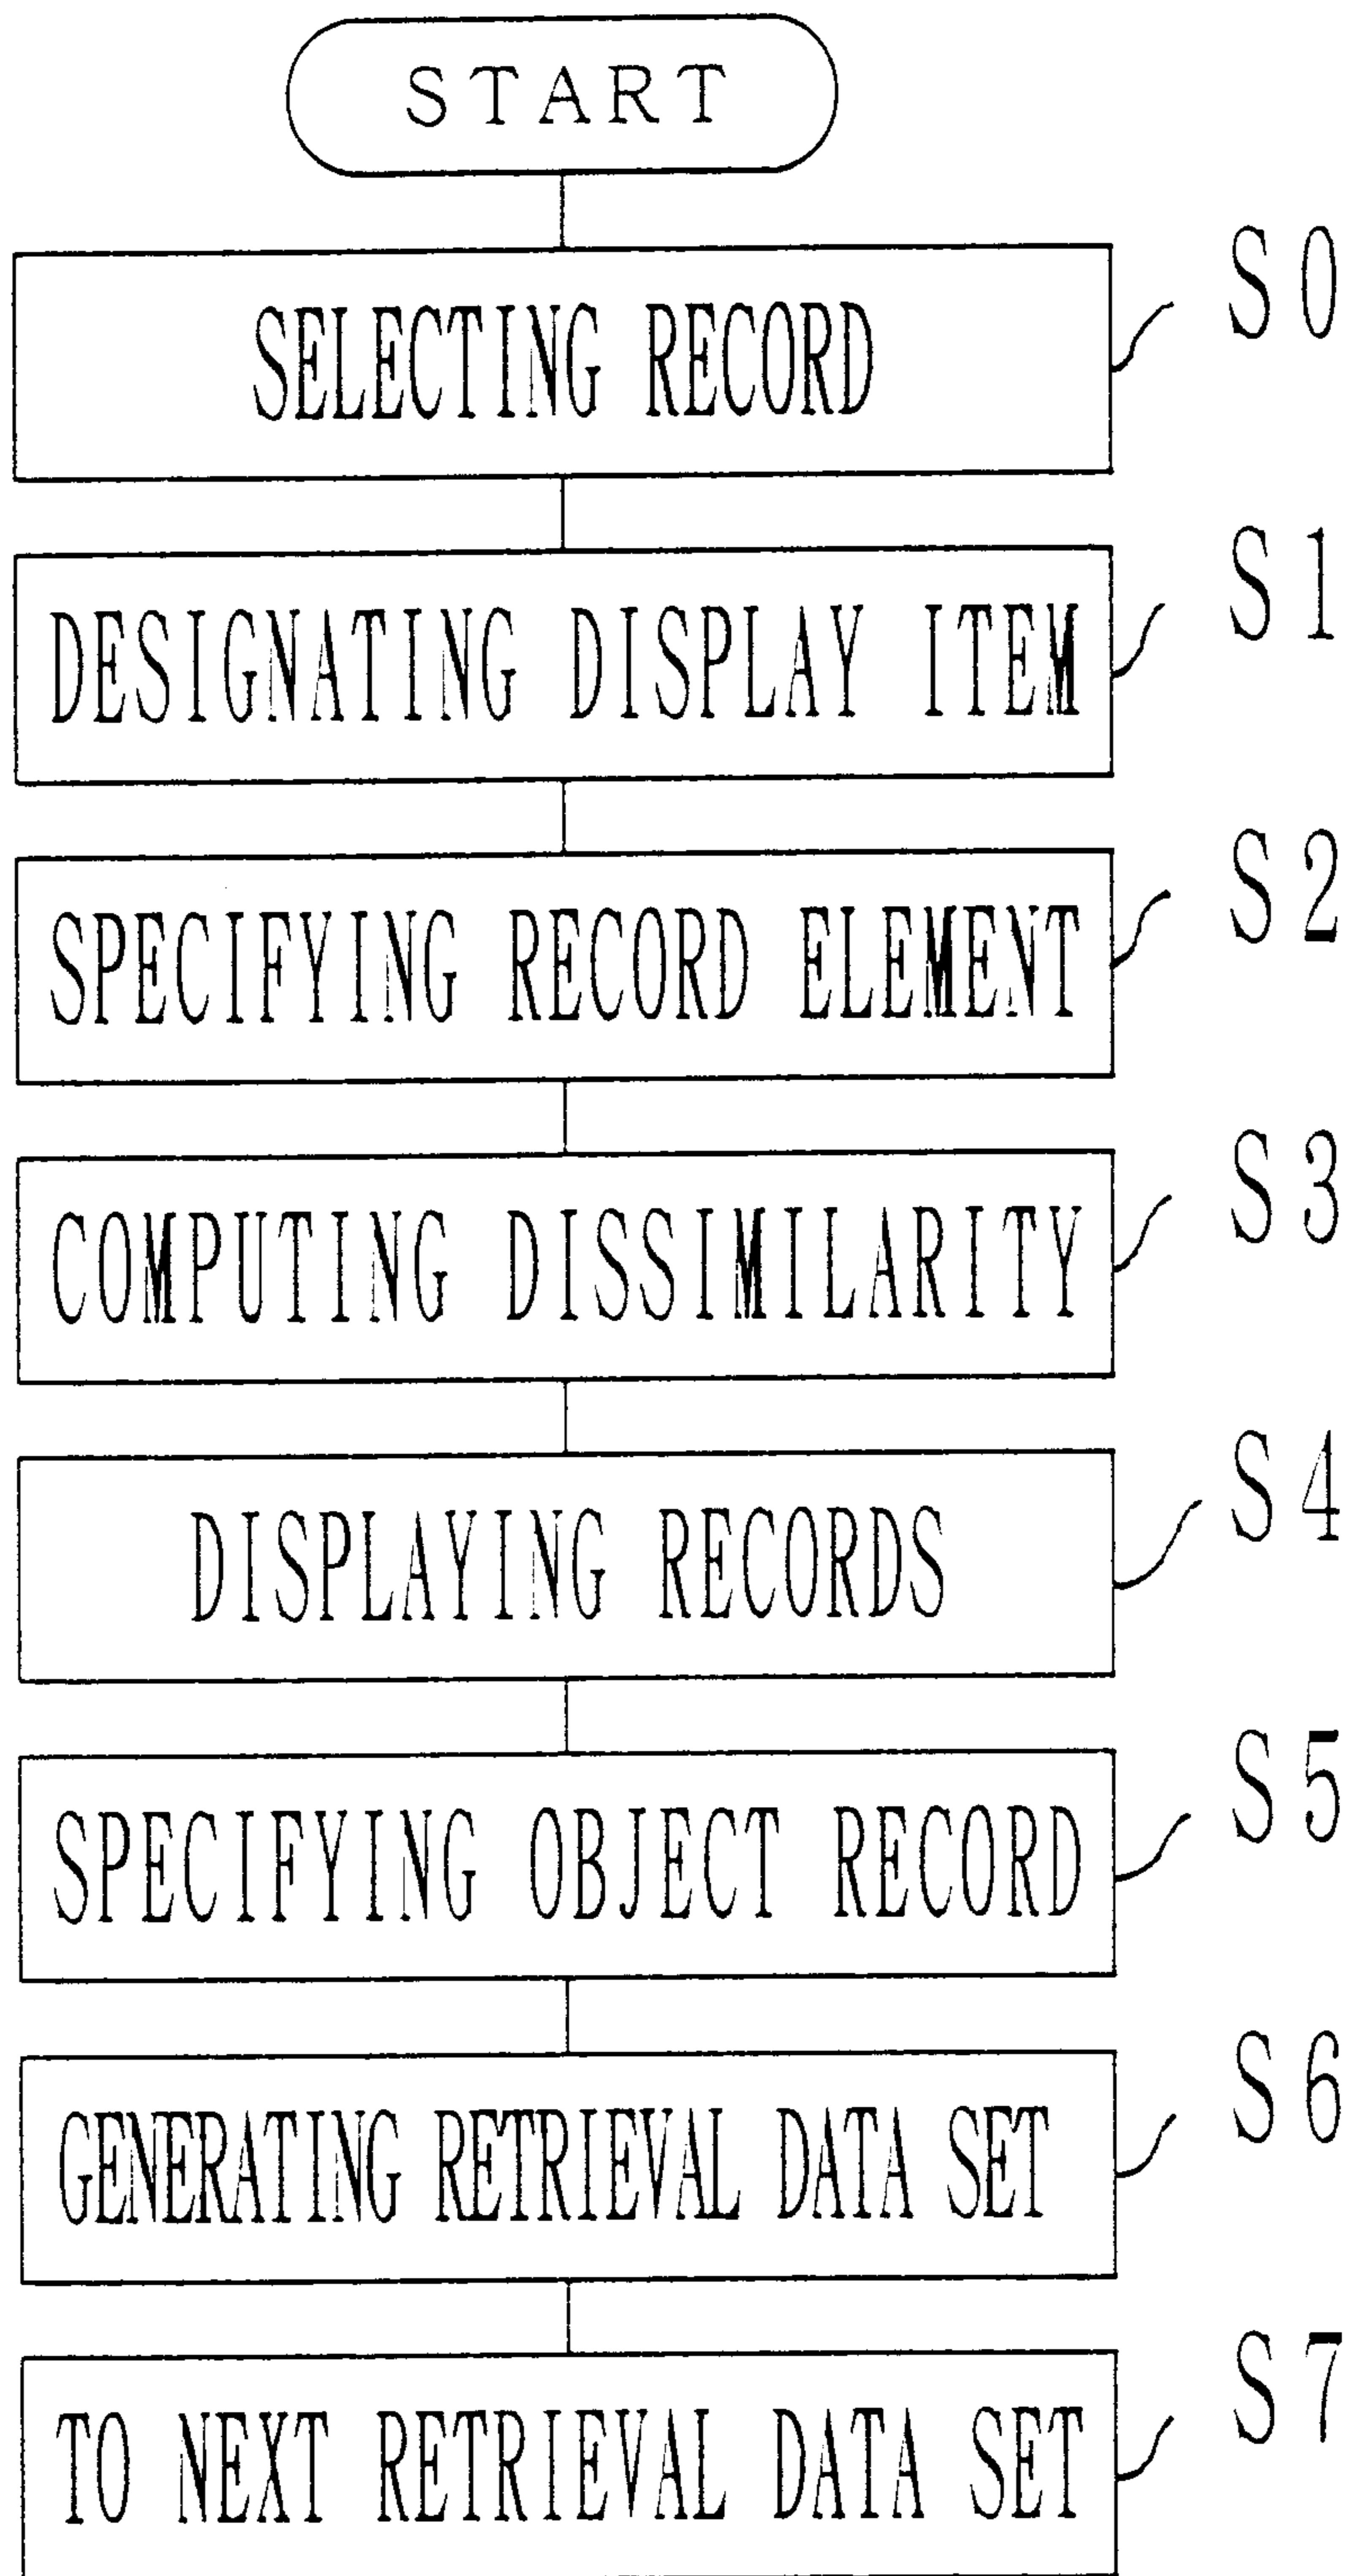 START
SELECTING RECORD
S0
DESIGNATING DISPLAY ITEM
S1
SPECIFYING RECORD ELEMENT
S2
COMPUTING DISSIMILARITY
S3
DISPLAYING RECORDS
S4
SPECIFYING OBJECT RECORD
S5
GENERATING RETRIEVAL DATA SET
S6
TO NEXT RETRIEVAL DATA SET
S7